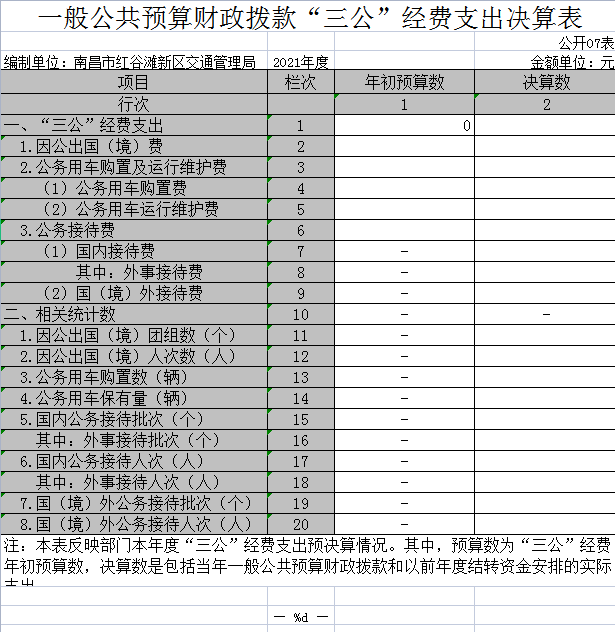 一般公共预算财政拨款“三公”经费支出决算表
公开07表
编制单位：南昌市红谷滩新区交通管理局 2021年度 金额单位：元
项目 栏次 年初预算数 决算数
行次 1 2
一、“三公”经费支出 1 0
1.因公出国（境）费 2
2.公务用车购置及运行维护费 3
（1）公务用车购置费 4
（2）公务用车运行维护费 5
3.公务接待费 6
（1）国内接待费 7 －
其中：外事接待费 8 －
（2）国（境）外接待费 9 －
二、相关统计数 10 － －
1.因公出国（境）团组数（个） 11 －
2.因公出国（境）人次数（人） 12 －
3.公务用车购置数（辆） 13 －
4.公务用车保有量（辆） 14 －
5.国内公务接待批次（个） 15 －
其中：外事接待批次（个） 16 －
6.国内公务接待人次（人） 17 －
其中：外事接待人次（人） 18 －
7.国（境）外公务接待批次（个） 19 －
8.国（境）外公务接待人次（人） 20 －
注：本表反映部门本年度“三公”经费支出预决算情况。其中，预算数为“三公”经费
年初预算数，决算数是包括当年一般公共预算财政拨款和以前年度结转资金安排的实际
支出
— %d —